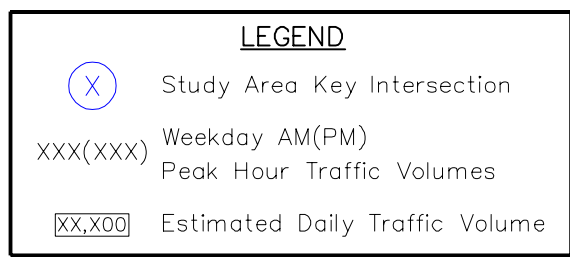 LEGEND
X Study Area Key Intersection
XXX(XXX) Weekday AM(PM)
Peak Hour Traffic Volumes
XX,X00 Estimated Daily Traffic Volume